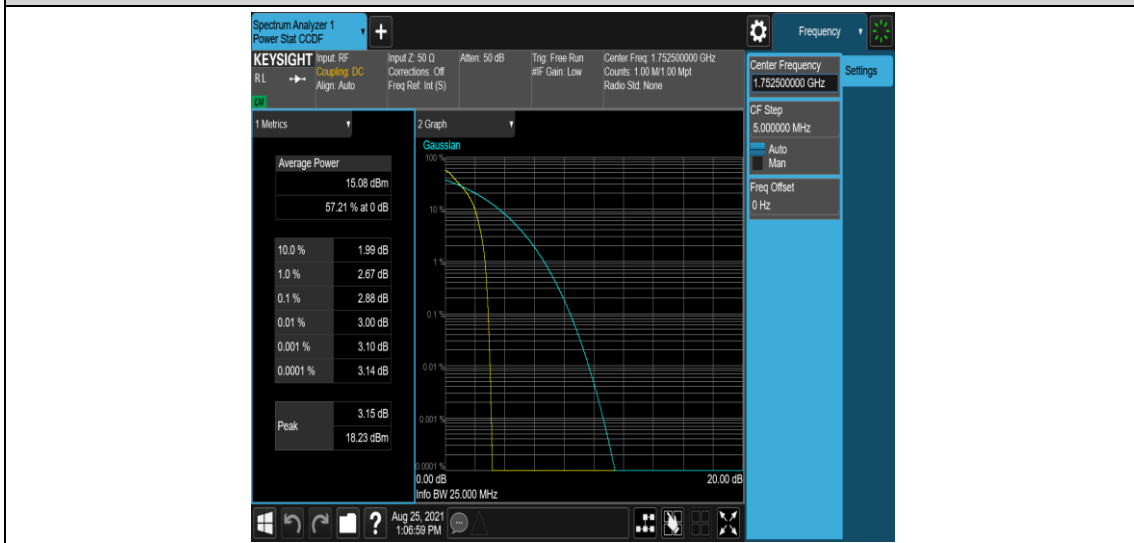 Spectrum Analyzer 1
Power Stat CCDF
+
Frequency
KEYSIGHT
RL
LXI
Input: RF
Coupling: DC
Align: Auto
Input Z: 50 Ω
Corrections: Off
Freq Ref: Int (S)
Atten: 50 dB
Trig: Free Run
#IF Gain: Low
Center Freq: 1.752500000 GHz
Counts: 1.00 M/1.00 Mpt
Radio Std: None
Center Frequency
1.752500000 GHz
Settings
CF Step
5.000000 MHz
Auto
Man
Freq Offset
0 Hz
1 Metrics
Average Power
15.08 dBm
57.21 % at 0 dB
10.0 % 1.99 dB
1.0 % 2.67 dB
0.1 % 2.88 dB
0.01 % 3.00 dB
0.001 % 3.10 dB
0.0001 % 3.14 dB
Peak
3.15 dB
18.23 dBm
2 Graph
Gaussian
100 %
10 %
1 %
0.1 %
0.01 %
0.001 %
0.0001 %
0.00 dB 20.00 dB
Info BW 25.000 MHz
?
Aug 25, 2021
1:06:59 PM